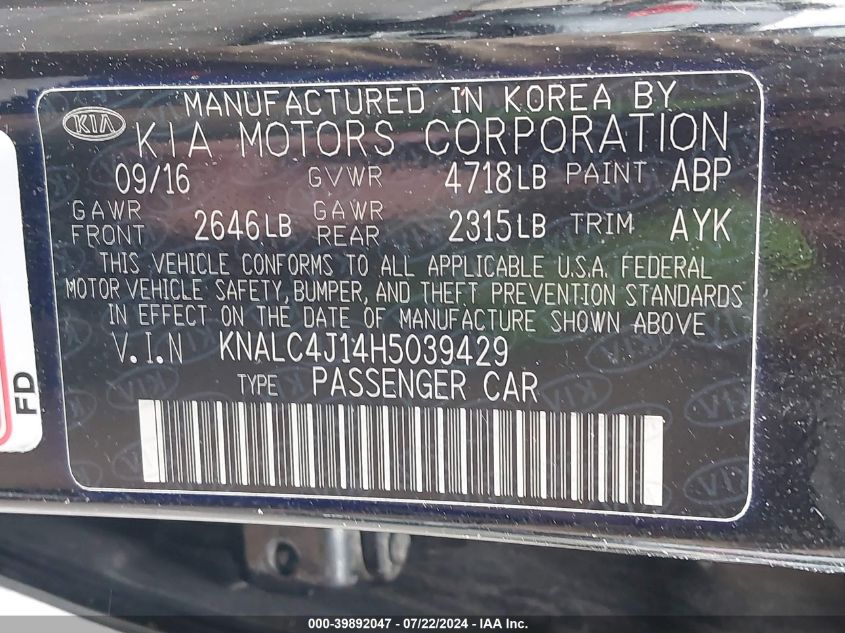 MANUFACTURED IN KOREA BY
KIA KIA MOTORS CORPORATION
09/16 GVWR 4718LB PAINT ABP
GAWR FRONT 2646LB GAWR REAR 2315LB TRIM AYK
THIS VEHICLE CONFORMS TO ALL APPLICABLE U.S.A. FEDERAL
MOTOR VEHICLE SAFETY, BUMPER, AND THEFT PREVENTION STANDARDS
IN EFFECT ON THE DATE OF MANUFACTURE SHOWN ABOVE.
V.I.N KNALC4J14H5039429
TYPE PASSENGER CAR
FD
000-39892047 / 07/22/2024 - IAA Inc.